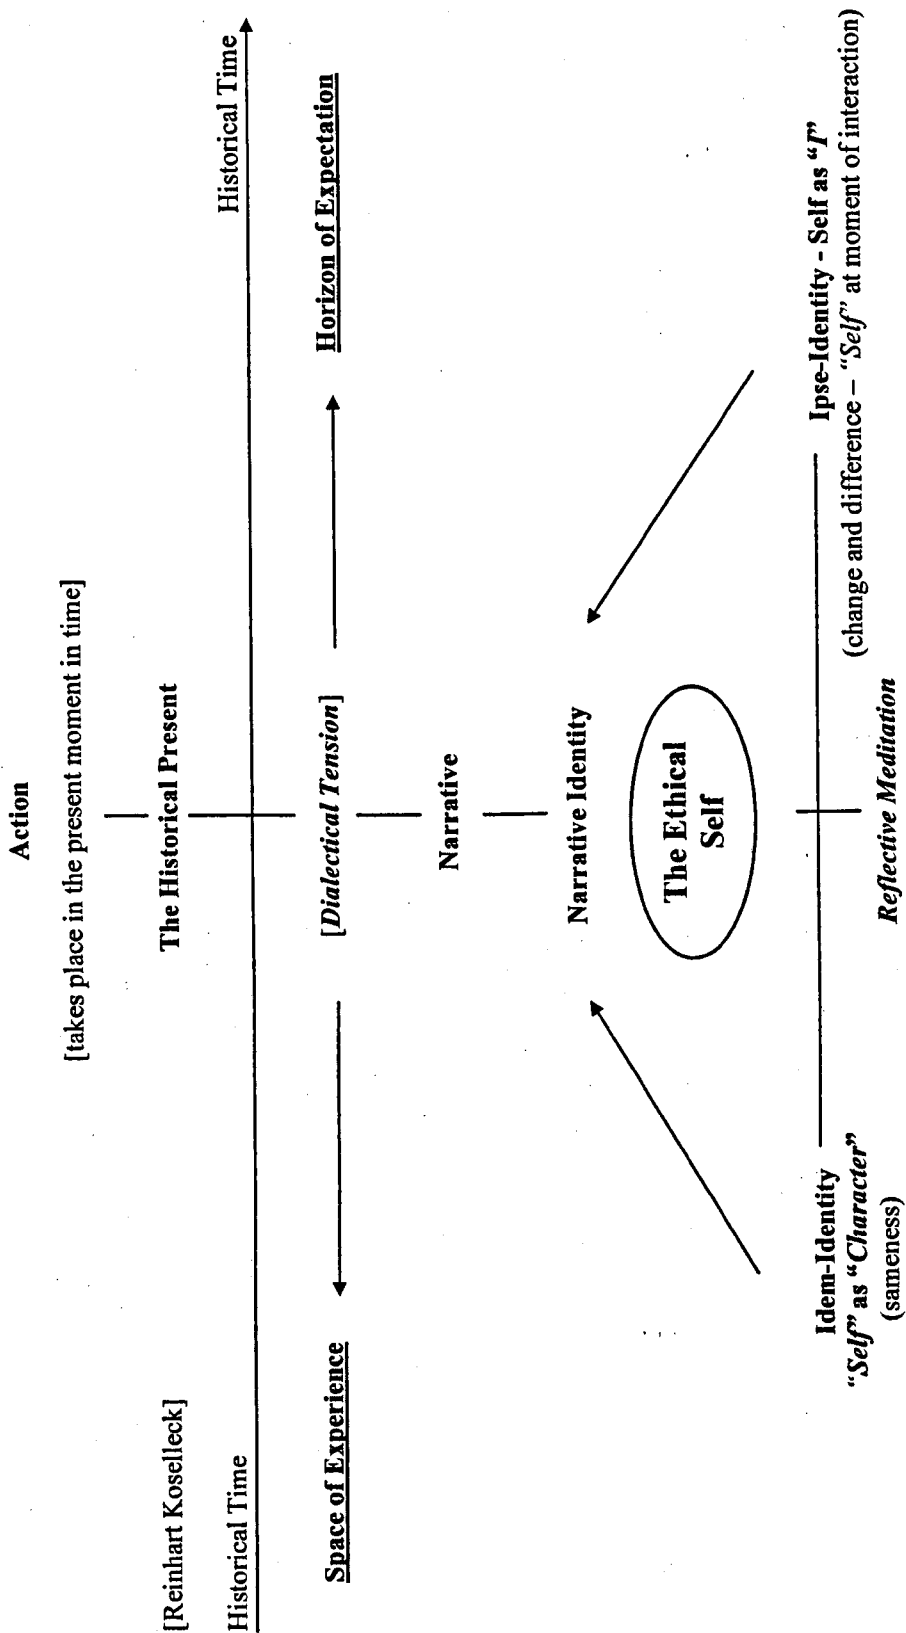 Action
[takes place in the present moment in time]
[Reinhart Koselleck]
The Historical Present
Historical Time
Historical Time
Space of Experience
[Dialectical Tension]
Horizon of Expectation
Narrative
Narrative Identity
The Ethical
Self
Idem-Identity
“Self” as “Character”
(sameness)
Ipse-Identity - Self as “I”
(change and difference – “Self” at moment of interaction)
Reflective Meditation